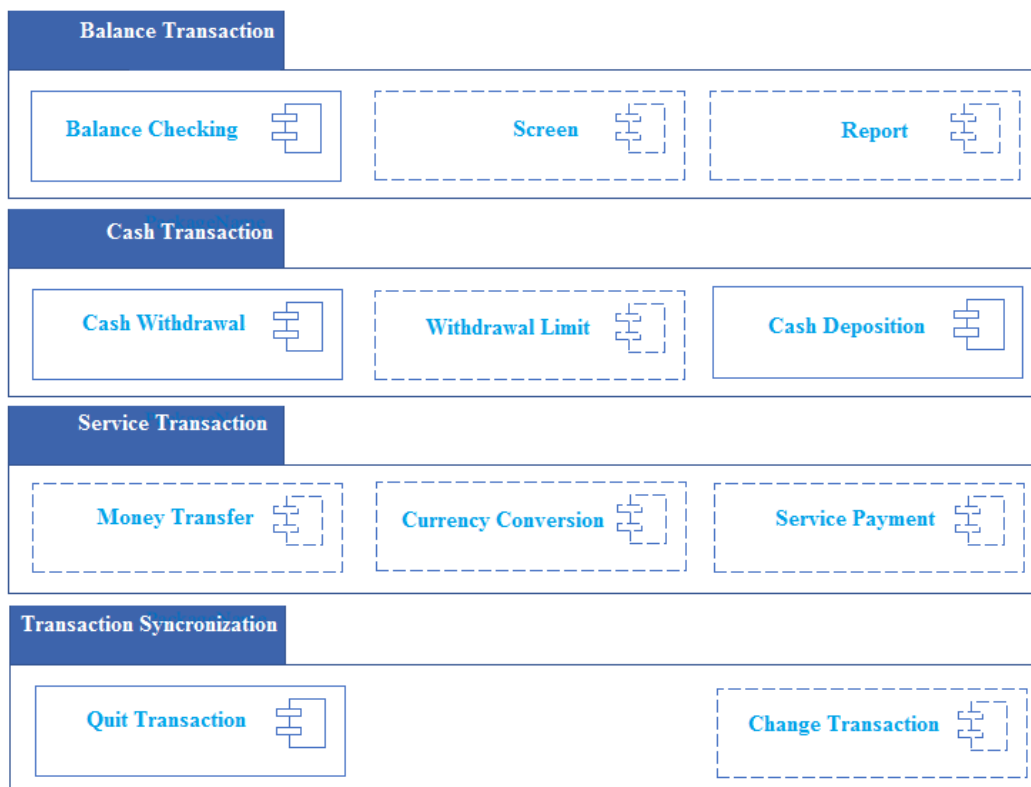 Balance Transaction
Balance Checking
Screen
Report
Cash Transaction
Cash Withdrawal
Withdrawal Limit
Cash Deposition
Service Transaction
Money Transfer
Currency Conversion
Service Payment
Transaction Syncronization
Quit Transaction
Change Transaction